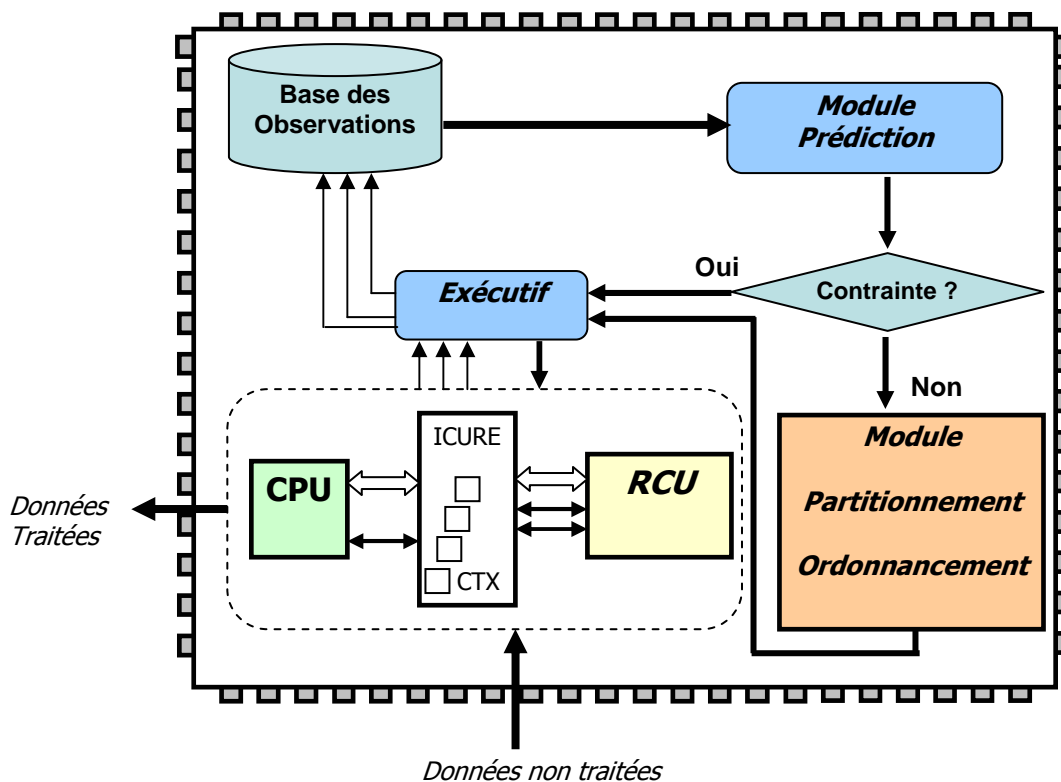 Base des
Observations
Module
Prédiction
Oui
Contrainte ?
Exécutif
Non
ICURE
CPU
RCU
CTX
Module
Partitionnement
Ordonnancement
Données
Traitées
Données non traitées